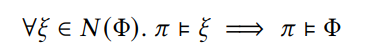 ∀ξ ∈ N(Φ). π ⊨ ξ ⟹ π ⊨ Φ